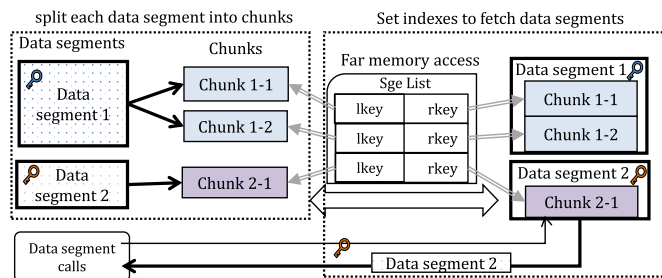 split each data segment into chunks
Set indexes to fetch data segments
Data segments
Chunks
Data
segment 1
Chunk 1-1
Chunk 1-2
Data
segment 2
Chunk 2-1
Far memory access
Sge List
lkey rkey
lkey rkey
lkey rkey
Data segment 1
Chunk 1-1
Chunk 1-2
Data segment 2
Chunk 2-1
Data segment
calls
Data segment 2